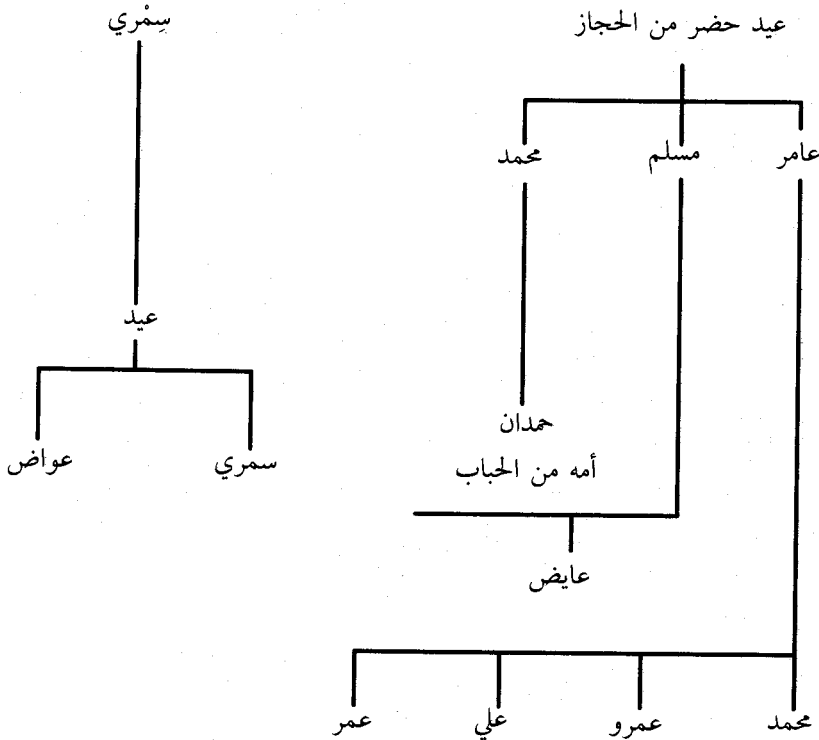 عيد حضر من الحجاز
سِمْري
عامر
مسلم
محمد
عيد
حمدان
أمه من الحباب
سمري
عواض
عايض
محمد
عمرو
علي
عمر